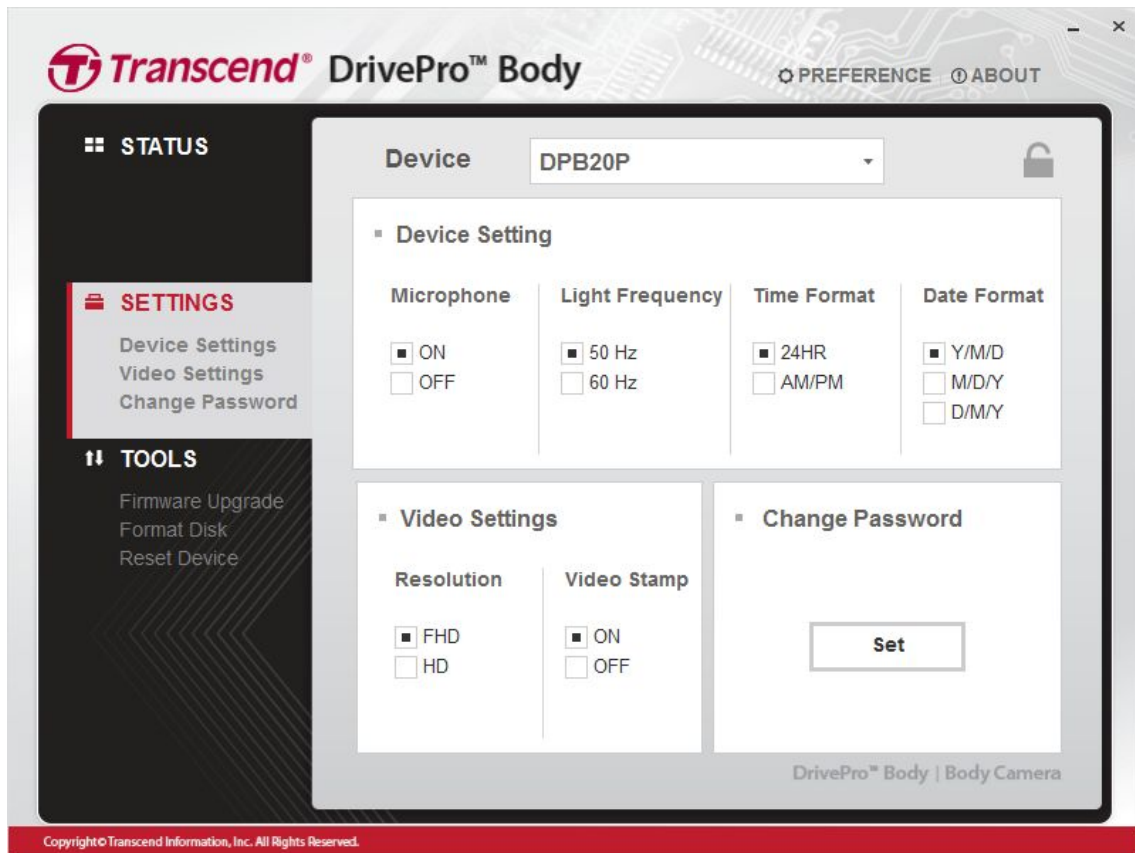 Transcend® DrivePro™ Body
PREFERENCE
ABOUT
STATUS
SETTINGS
Device Settings
Video Settings
Change Password
TOOLS
Firmware Upgrade
Format Disk
Reset Device
Device
DPB20P
Device Setting
Microphone
ON
OFF
Light Frequency
50 Hz
60 Hz
Time Format
24HR
AM/PM
Date Format
Y/M/D
M/D/Y
D/M/Y
Video Settings
Resolution
FHD
HD
Video Stamp
ON
OFF
Change Password
Set
DrivePro™ Body | Body Camera
Copyright©Transcend Information, Inc. All Rights Reserved.